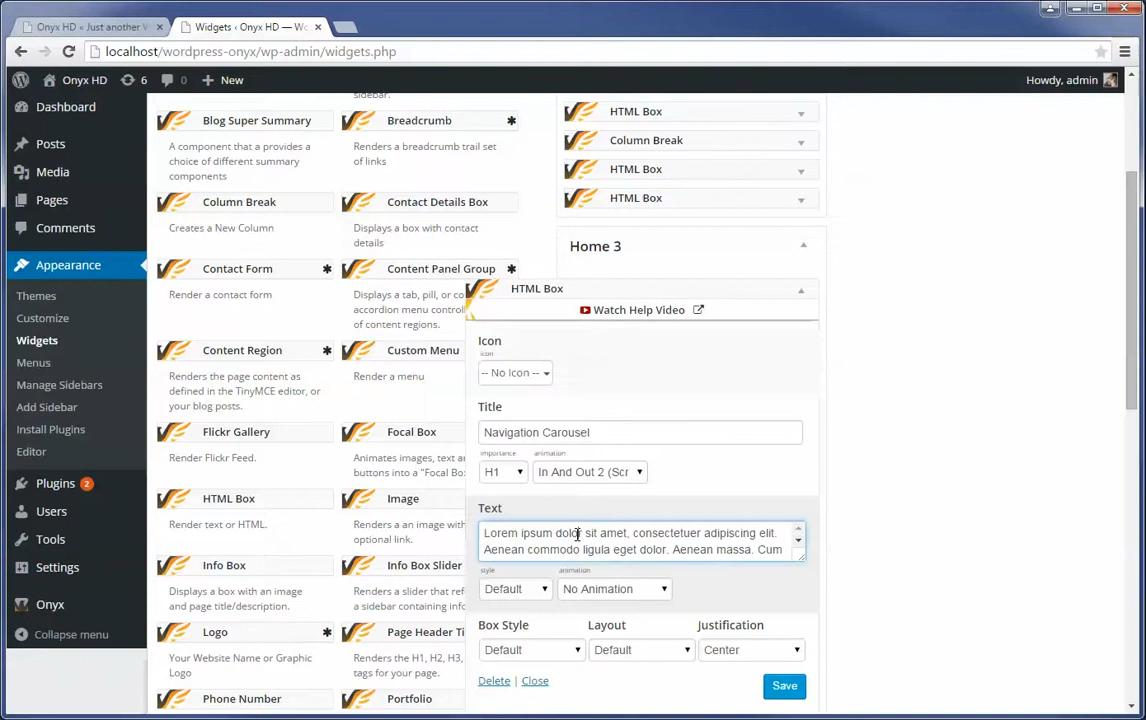 Onyx HD « Just another W
Widgets ‹ Onyx HD — Wo
localhost/wordpress-onyx/wp-admin/widgets.php
Onyx HD
6
0
New
Howdy, admin
Dashboard
Posts
Media
Pages
Comments
Appearance
Themes
Customize
Widgets
Menus
Manage Sidebars
Add Sidebar
Install Plugins
Editor
Plugins 2
Users
Tools
Settings
Onyx
Collapse menu
sidebar.
Blog Super Summary
A component that a provides a
choice of different summary
components
Breadcrumb
Renders a breadcrumb trail set
of links
Column Break
Creates a New Column
Contact Details Box
Displays a box with contact
details
Contact Form
Render a contact form
Content Panel Group
Displays a tab, pill, or co
accordion menu control
of content regions.
Content Region
Renders the page content as
defined in the TinyMCE editor, or
your blog posts.
Custom Menu
Render a menu
Flickr Gallery
Render Flickr Feed.
Focal Box
Animates images, text ar
buttons into a "Focal Box
HTML Box
Render text or HTML.
Image
Renders a an image with
optional link.
Info Box
Displays a box with an image
and page title/description.
Info Box Slider
Renders a slider that ref
a sidebar containing info
Logo
Your Website Name or Graphic
Logo
Page Header Ti
Renders the H1, H2, H3,
tags for your page.
Phone Number
Portfolio
HTML Box
Column Break
HTML Box
HTML Box
Home 3
HTML Box
Watch Help Video
Icon
icon
-- No Icon --
Title
Navigation Carousel
importance
animation
H1
In And Out 2 (Scr
Text
Lorem ipsum dolor sit amet, consectetuer adipiscing elit.
Aenean commodo ligula eget dolor. Aenean massa. Cum
style
animation
Default
No Animation
Box Style
Layout
Justification
Default
Default
Center
Delete | Close
Save